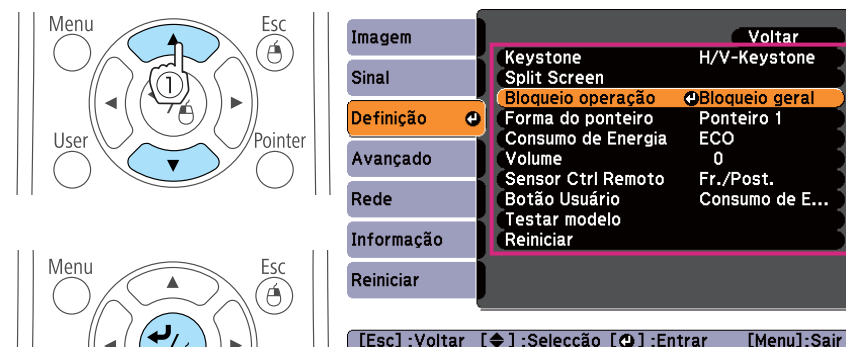 Menu
Esc
①
User
Pointer
Menu
Esc
Imagem
Sinal
Definição
Avançado
Rede
Informação
Reiniciar
Voltar
Keystone H/V-Keystone
Split Screen
Bloqueio operação Bloqueio geral
Forma do ponteiro Ponteiro 1
Consumo de Energia ECO
Volume 0
Sensor Ctrl Remoto Fr./Post.
Botão Usuário Consumo de E...
Testar modelo
Reiniciar
[Esc] :Voltar [◆] :Selecção [⏎] :Entrar [Menu]:Sair